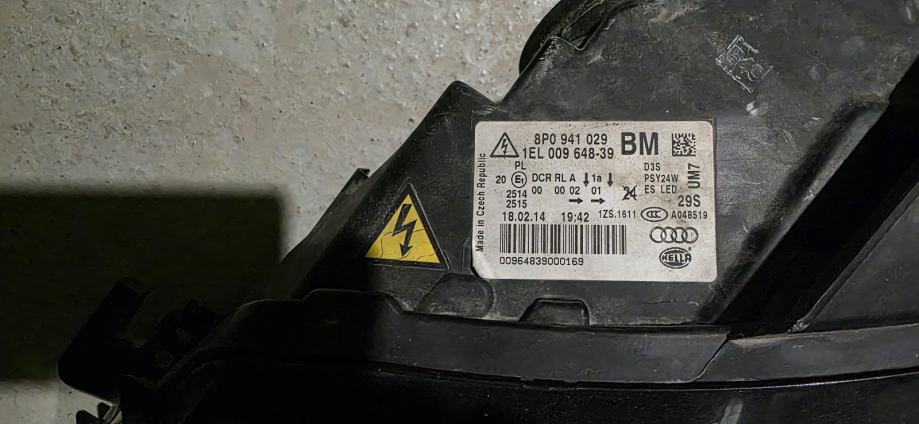 8P0 941 029 BM
1EL 009 648-39
PL
20 E1 DCR RL A 1a
2514 00 00 02 01 24
2515
D3S
PSY24W
ES LED
UM7
29S
18.02.14 19:42 1ZS.1611 CCC A048519
00964839000169
HELLA
Made in Czech Republic